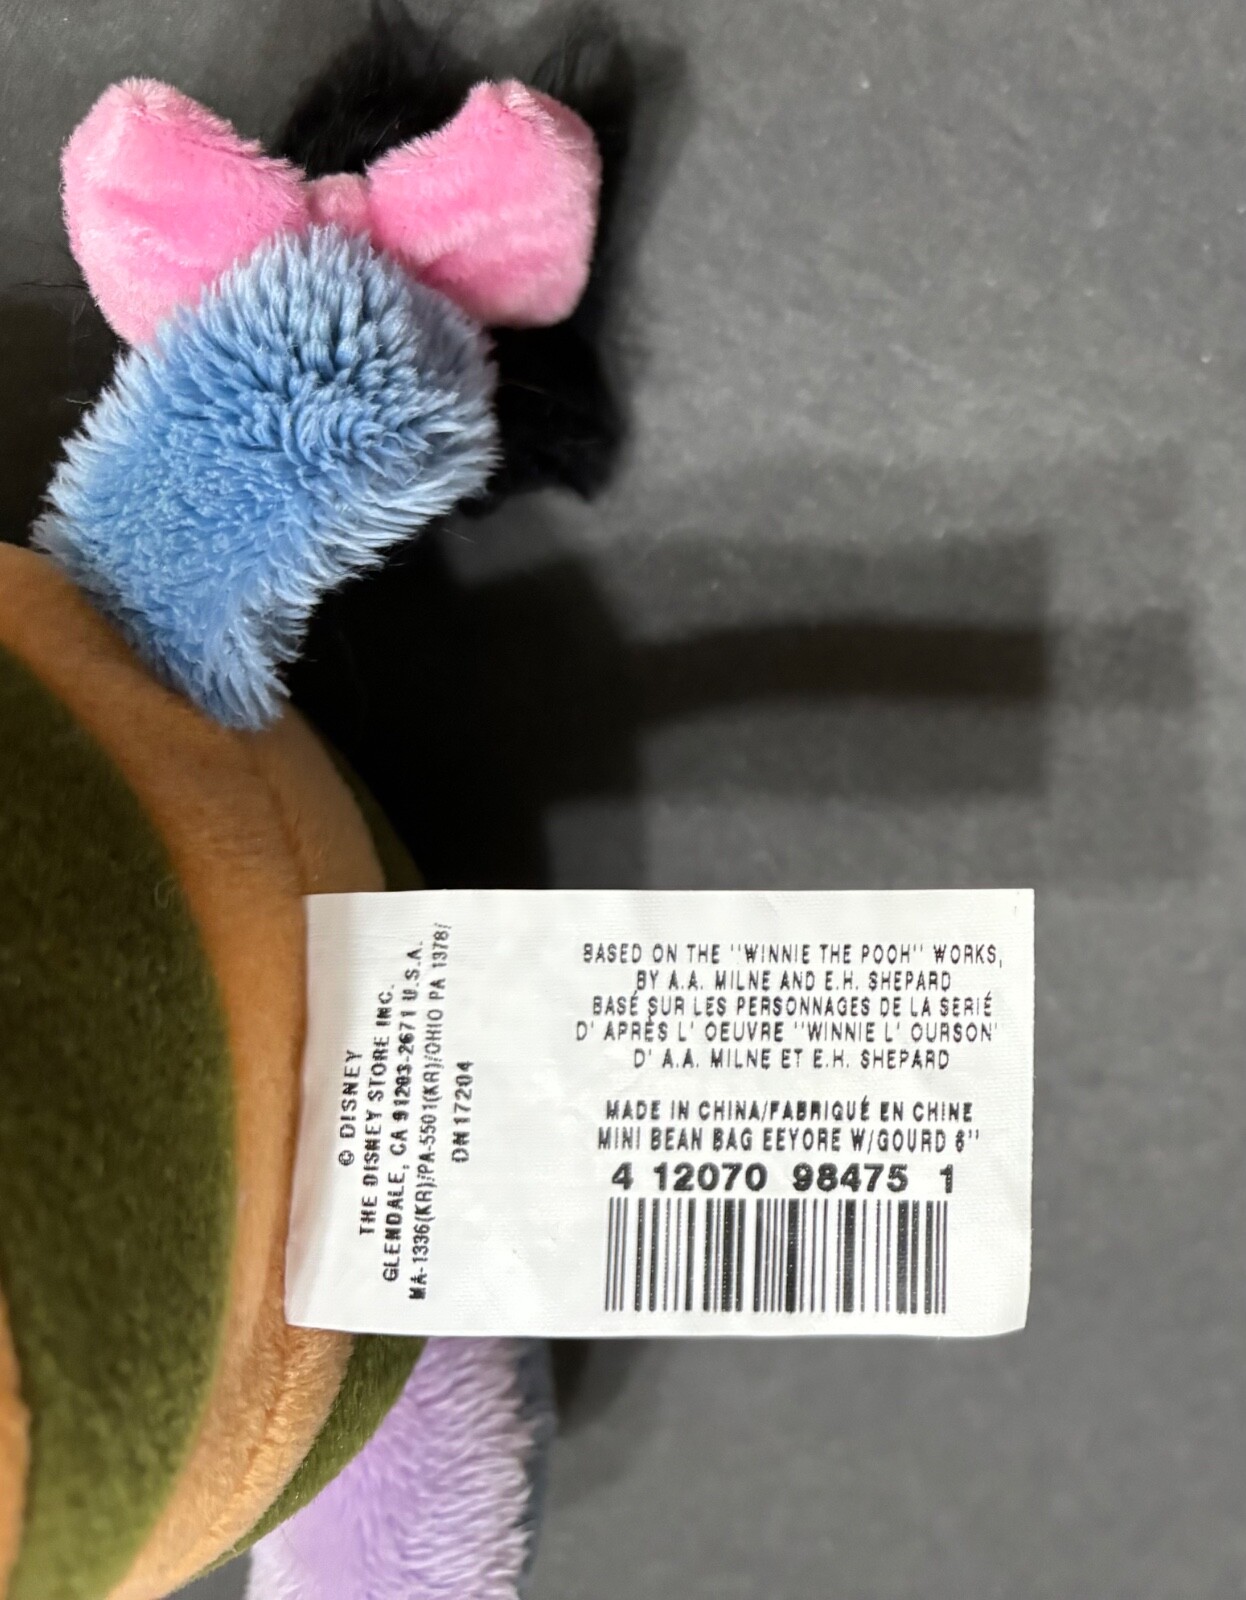 © DISNEY
THE DISNEY STORE INC.
GLENDALE, CA 91203-2671 U.S.A.
MA-1336(KR)/PA-5501(KR)/OHIO PA 1378/
DN 17204
BASED ON THE "WINNIE THE POOH" WORKS,
BY A.A. MILNE AND E.H. SHEPARD
BASÉ SUR LES PERSONNAGES DE LA SERIÉ
D' APRÈS L' OEUVRE "WINNIE L' OURSON"
D' A.A. MILNE ET E.H. SHEPARD
MADE IN CHINA/FABRIQUÉ EN CHINE
MINI BEAN BAG EEYORE W/GOURD 8"
4 12070 98475 1